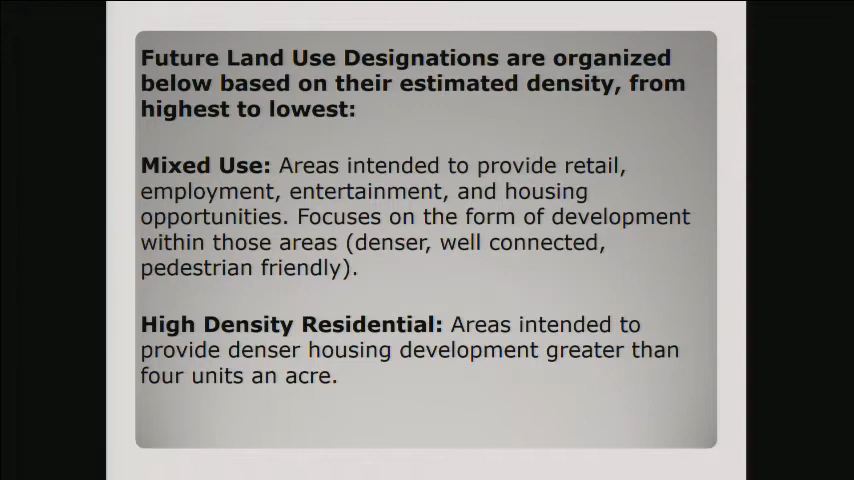 Future Land Use Designations are organized
below based on their estimated density, from
highest to lowest:
Mixed Use: Areas intended to provide retail,
employment, entertainment, and housing
opportunities. Focuses on the form of development
within those areas (denser, well connected,
pedestrian friendly).
High Density Residential: Areas intended to
provide denser housing development greater than
four units an acre.